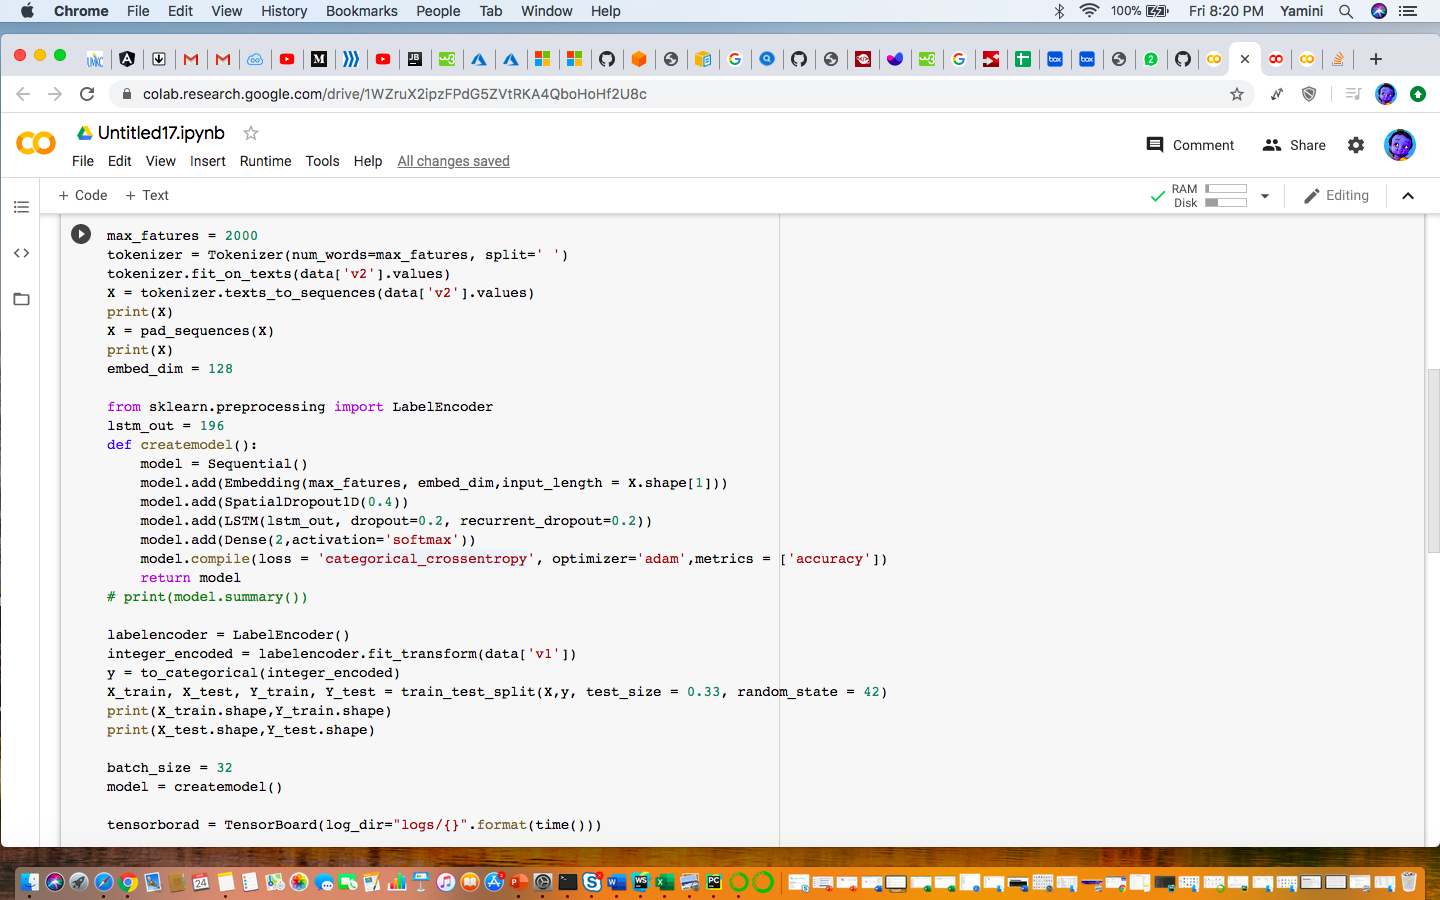 Chrome File Edit View History Bookmarks People Tab Window Help 100% Fri 8:20 PM Yamini
colab.research.google.com/drive/1WZruX2ipzFPdG5ZVtRKA4QboHoHf2U8c
Untitled17.ipynb
File Edit View Insert Runtime Tools Help All changes saved
Comment Share
+ Code + Text
RAM
Disk
Editing
max_fatures = 2000
tokenizer = Tokenizer(num_words=max_fatures, split=' ')
tokenizer.fit_on_texts(data['v2'].values)
X = tokenizer.texts_to_sequences(data['v2'].values)
print(X)
X = pad_sequences(X)
print(X)
embed_dim = 128
from sklearn.preprocessing import LabelEncoder
lstm_out = 196
def createmodel():
    model = Sequential()
    model.add(Embedding(max_fatures, embed_dim,input_length = X.shape[1]))
    model.add(SpatialDropout1D(0.4))
    model.add(LSTM(lstm_out, dropout=0.2, recurrent_dropout=0.2))
    model.add(Dense(2,activation='softmax'))
    model.compile(loss = 'categorical_crossentropy', optimizer='adam',metrics = ['accuracy'])
    return model
# print(model.summary())
labelencoder = LabelEncoder()
integer_encoded = labelencoder.fit_transform(data['v1'])
y = to_categorical(integer_encoded)
X_train, X_test, Y_train, Y_test = train_test_split(X,y, test_size = 0.33, random_state = 42)
print(X_train.shape,Y_train.shape)
print(X_test.shape,Y_test.shape)
batch_size = 32
model = createmodel()
tensorborad = TensorBoard(log_dir="logs/{}".format(time()))